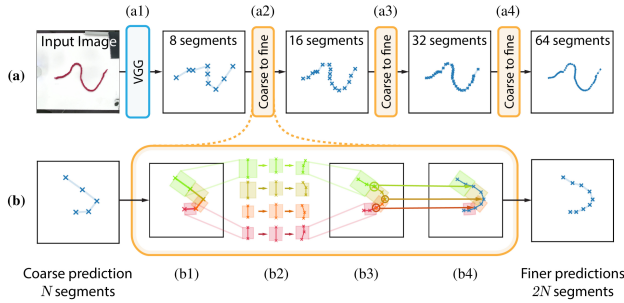 (a1) (a2) (a3) (a4)
Input Image
VGG
8 segments
Coarse to fine
16 segments
Coarse to fine
32 segments
Coarse to fine
64 segments
(a)
(b)
(b1) (b2) (b3) (b4)
Coarse prediction
N segments
Finer predictions
2N segments